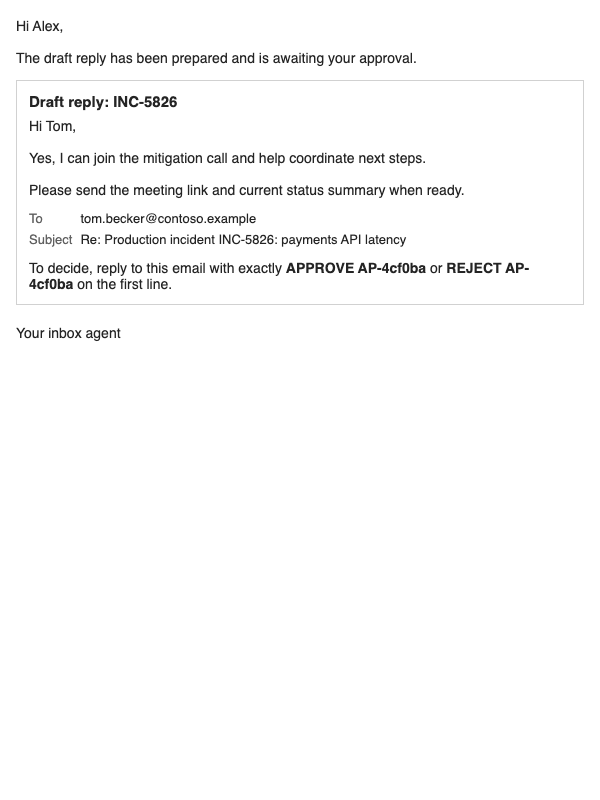 Hi Alex,
The draft reply has been prepared and is awaiting your approval.
Draft reply: INC-5826
Hi Tom,
Yes, I can join the mitigation call and help coordinate next steps.
Please send the meeting link and current status summary when ready.
To tom.becker@contoso.example
Subject Re: Production incident INC-5826: payments API latency
To decide, reply to this email with exactly APPROVE AP-4cf0ba or REJECT AP-
4cf0ba on the first line.
Your inbox agent